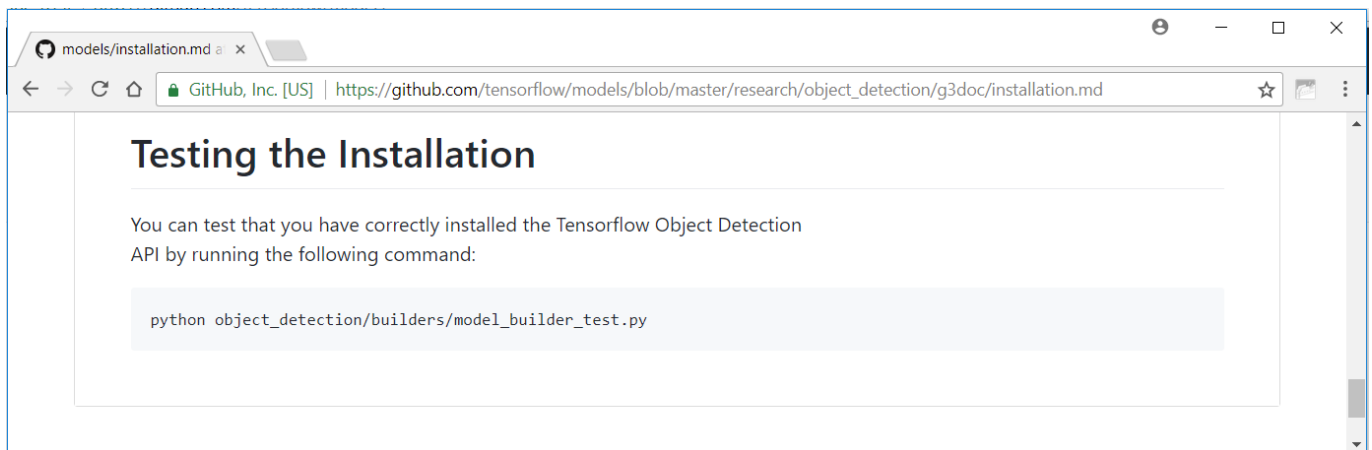 models/installation.md a
GitHub, Inc. [US] https://github.com/tensorflow/models/blob/master/research/object_detection/g3doc/installation.md
Testing the Installation
You can test that you have correctly installed the Tensorflow Object Detection
API by running the following command:
python object_detection/builders/model_builder_test.py